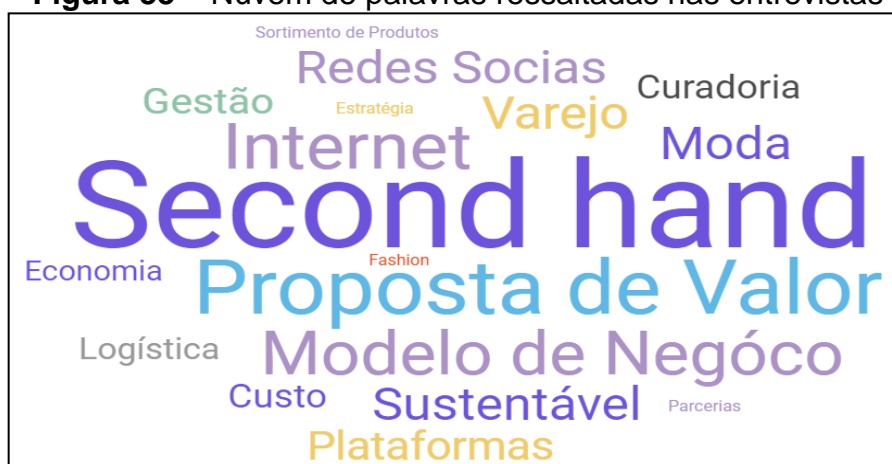 Figura 35 – Nuvem de palavras ressaltadas nas entrevistas
Sortimento de Produtos
Redes Socias
Curadoria
Gestão
Estratégia
Varejo
Internet
Moda
Second hand
Fashion
Economia
Proposta de Valor
Logística
Modelo de Negóco
Custo
Sustentável
Parcerias
Plataformas